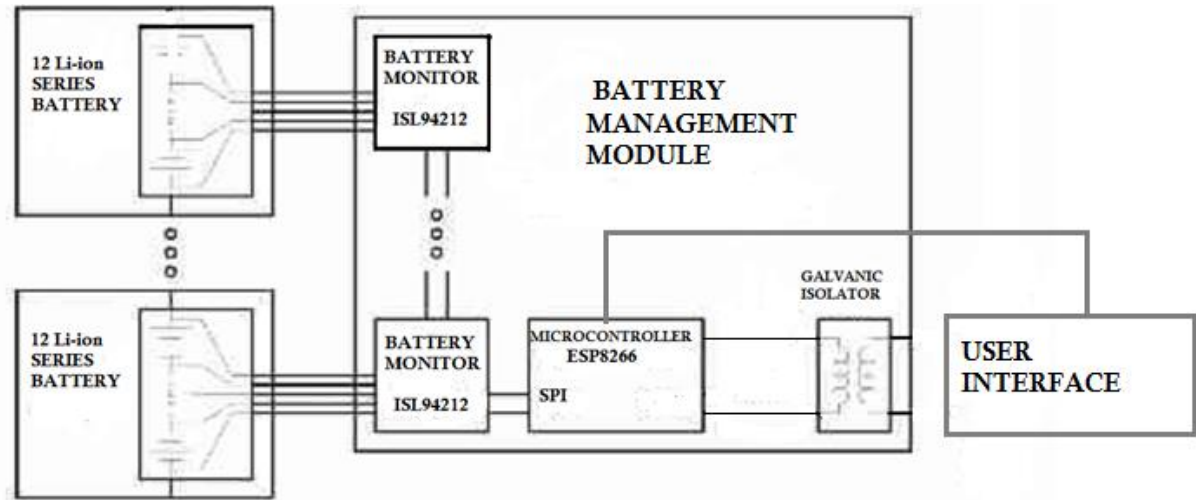 12 Li-ion
SERIES
BATTERY
BATTERY
MONITOR
ISL94212
BATTERY
MANAGEMENT
MODULE
12 Li-ion
SERIES
BATTERY
BATTERY
MONITOR
ISL94212
MICROCONTROLLER
ESP8266
SPI
GALVANIC
ISOLATOR
USER
INTERFACE